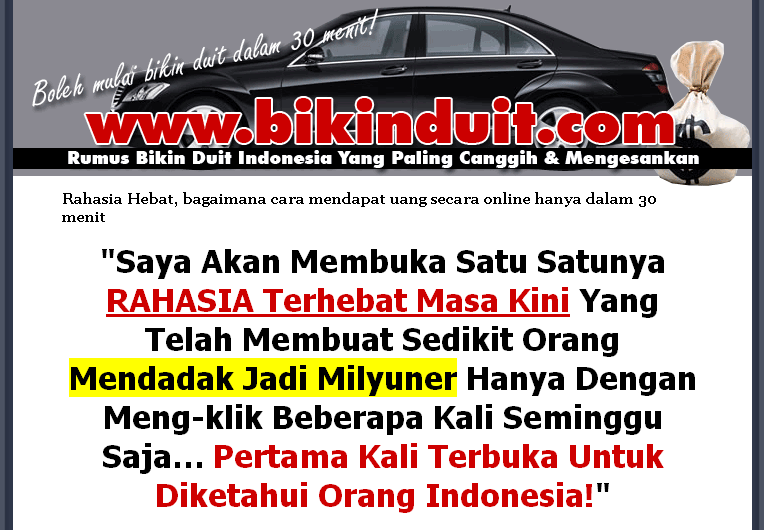 Boleh mulai bikin duit dalam 30 menit!
www.bikinduit.com
Rumus Bikin Duit Indonesia Yang Paling Canggih & Mengesankan
Rahasia Hebat, bagaimana cara mendapat uang secara online hanya dalam 30
menit
"Saya Akan Membuka Satu Satunya
RAHASIA Terhebat Masa Kini Yang
Telah Membuat Sedikit Orang
Mendadak Jadi Milyuner Hanya Dengan
Meng-klik Beberapa Kali Seminggu
Saja... Pertama Kali Terbuka Untuk
Diketahui Orang Indonesia!"